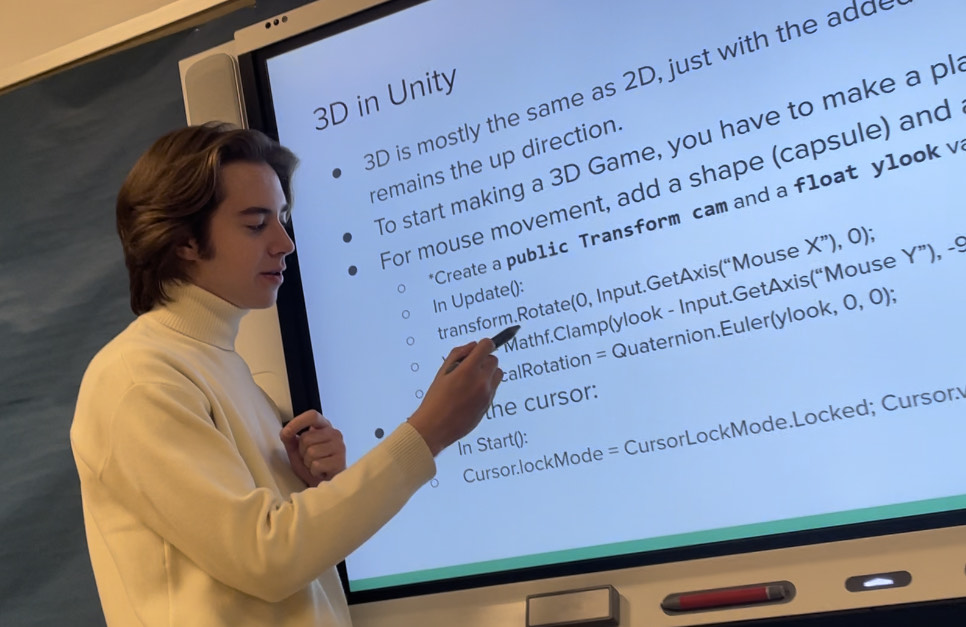 3D in Unity
3D is mostly the same as 2D, just with the added
remains the up direction.
To start making a 3D Game, you have to make a
For mouse movement, add a shape (capsule) and
*Create a public Transform cam and a float ylook
In Update():
transform.Rotate(0, Input.GetAxis(“Mouse X”), 0);
Mathf.Clamp(ylook - Input.GetAxis(“Mouse Y”), -9
calRotation = Quaternion.Euler(ylook, 0, 0);
the cursor:
In Start():
Cursor.lockMode = CursorLockMode.Locked; Cursor.v